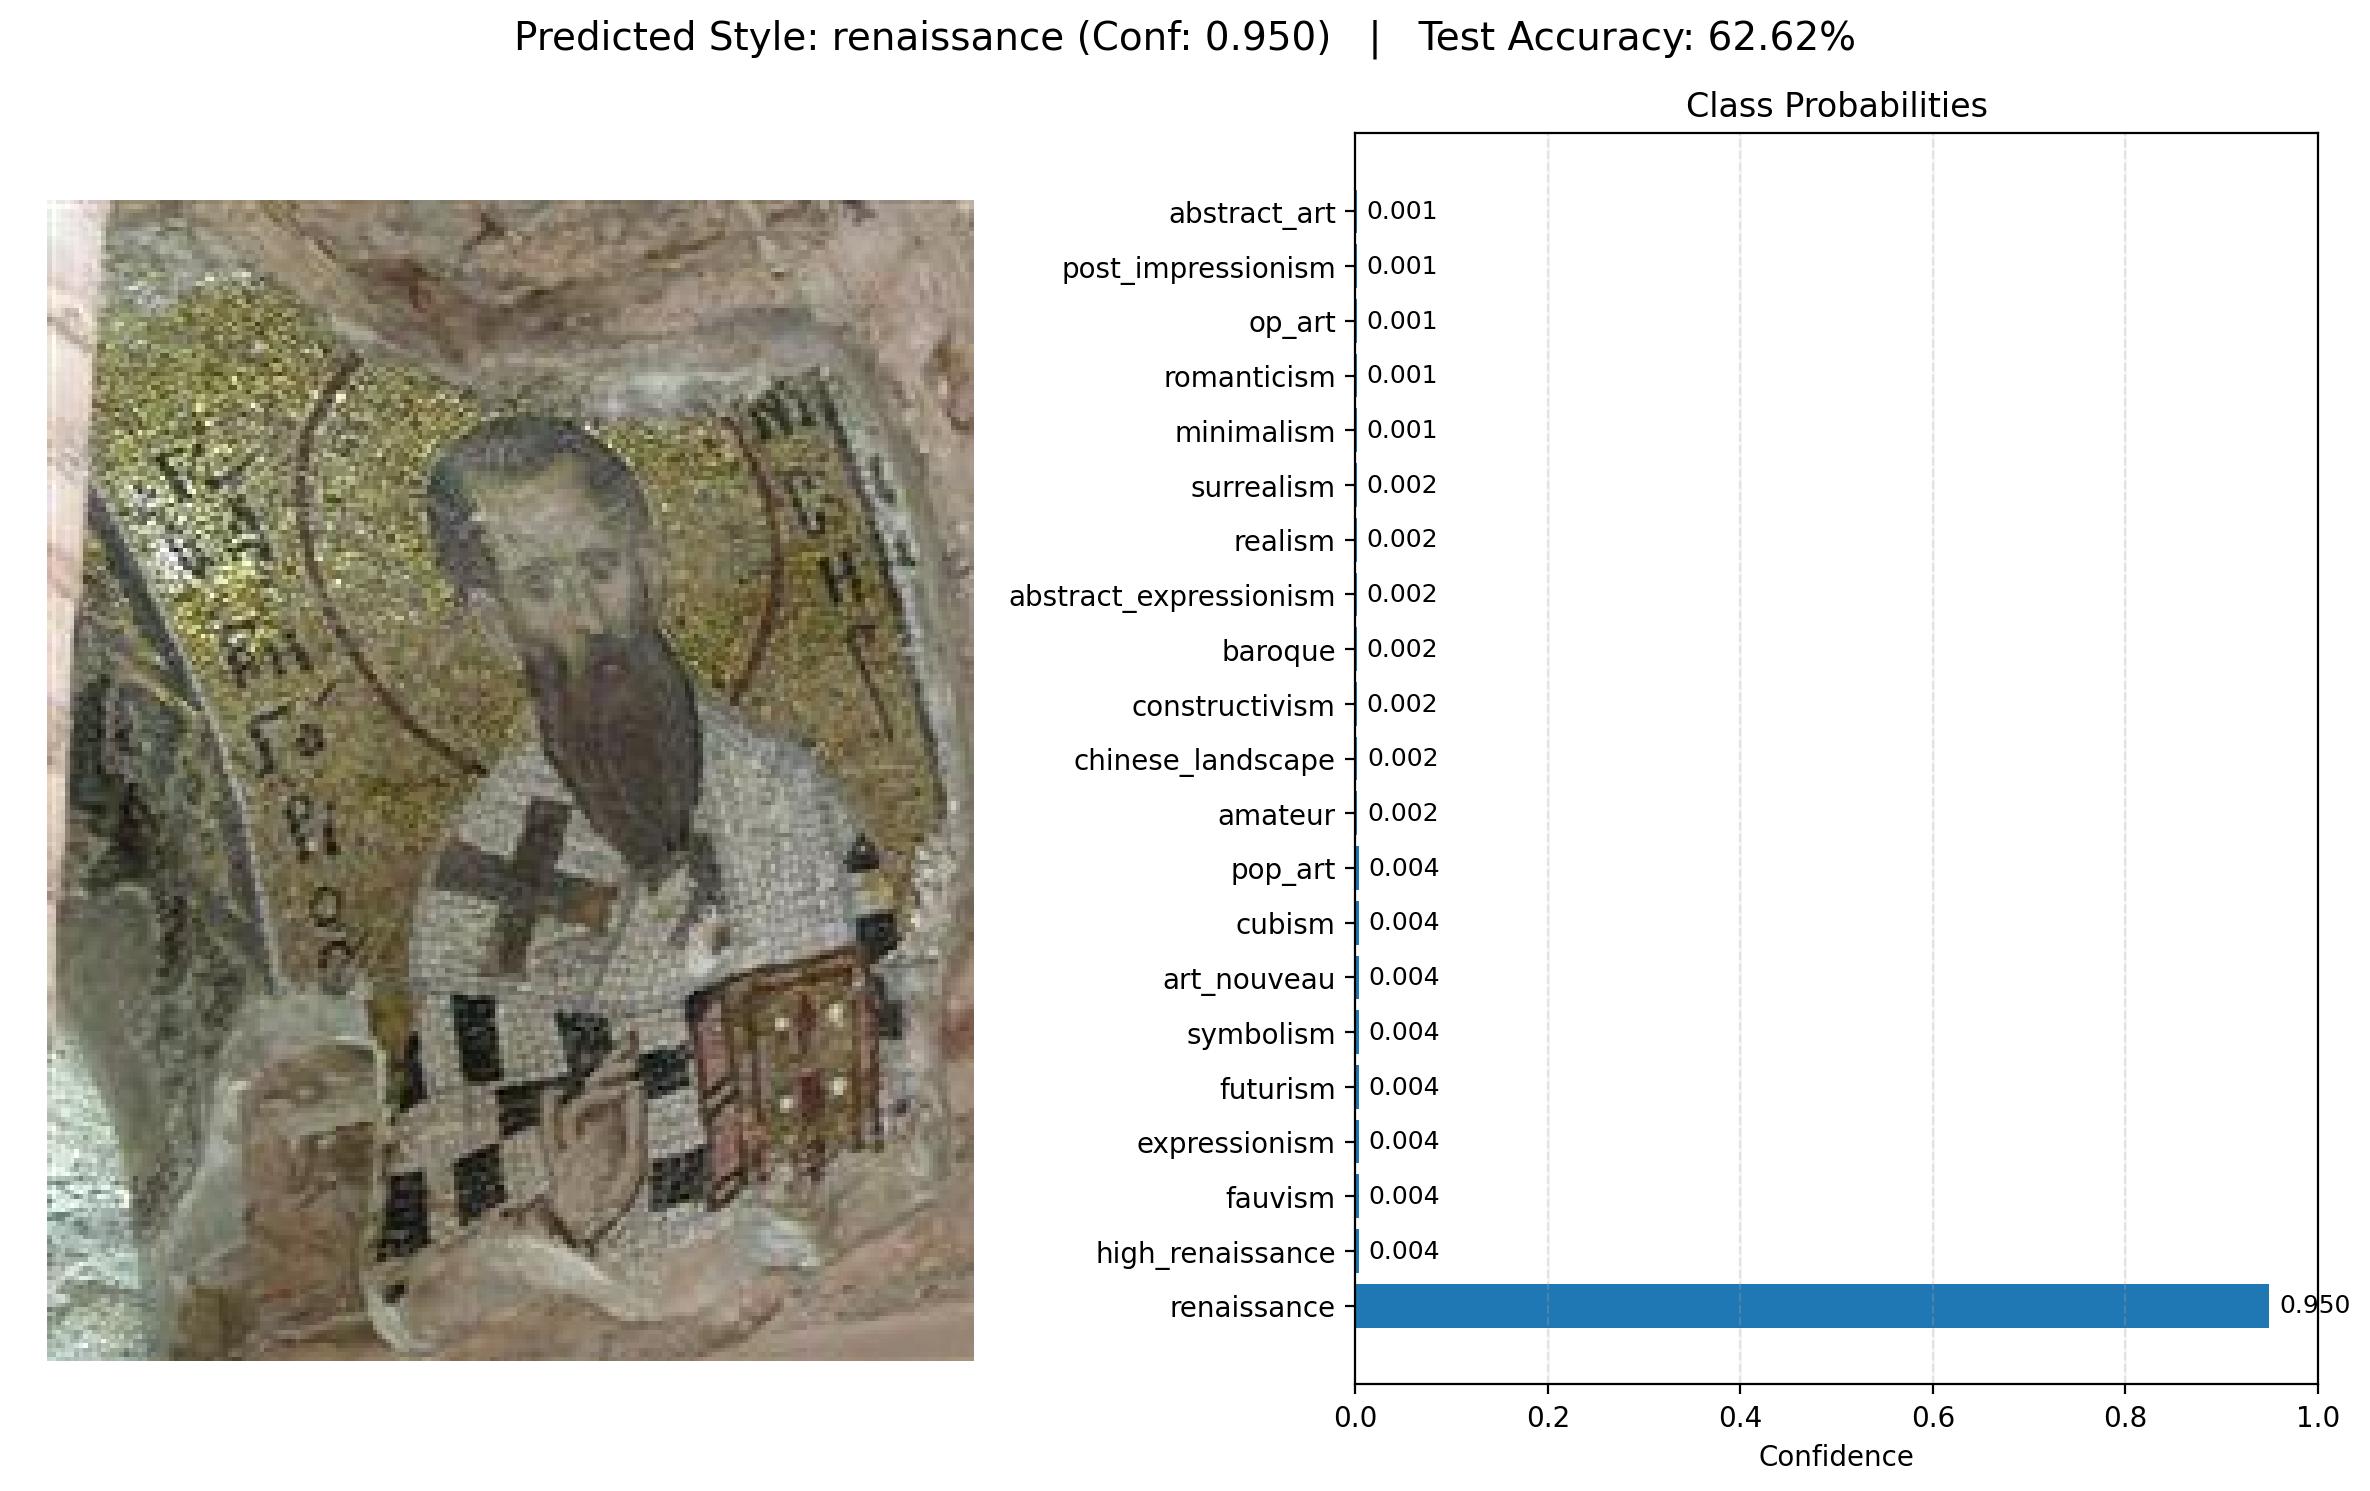 Predicted Style: renaissance (Conf: 0.950) | Test Accuracy: 62.62%
Class Probabilities
abstract_art 0.001
post_impressionism 0.001
op_art 0.001
romanticism 0.001
minimalism 0.001
surrealism 0.002
realism 0.002
abstract_expressionism 0.002
baroque 0.002
constructivism 0.002
chinese_landscape 0.002
amateur 0.002
pop_art 0.004
cubism 0.004
art_nouveau 0.004
symbolism 0.004
futurism 0.004
expressionism 0.004
fauvism 0.004
high_renaissance 0.004
renaissance 0.950
0.0 0.2 0.4 0.6 0.8 1.0
Confidence